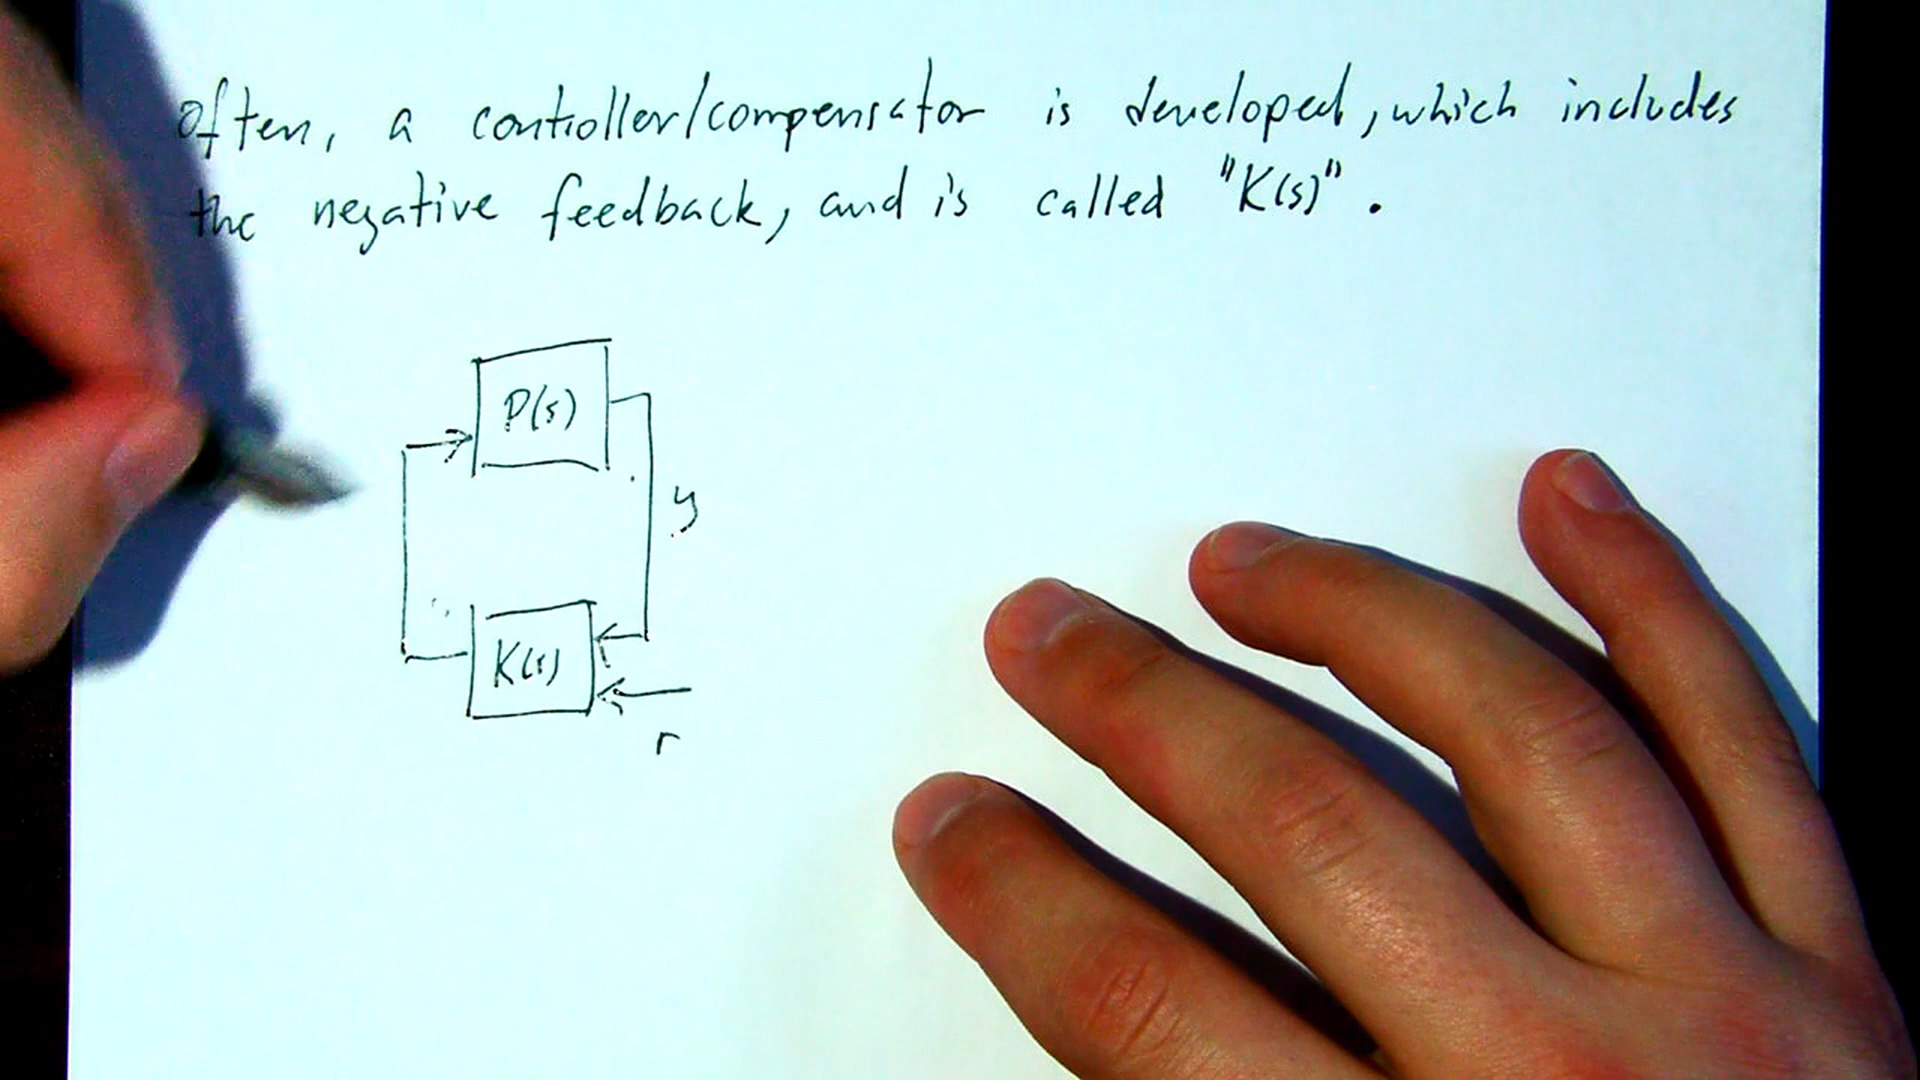 Often, a controller/compensator is developed, which includes
the negative feedback, and is called "K(s)".
P(s)
y
K(s)
r